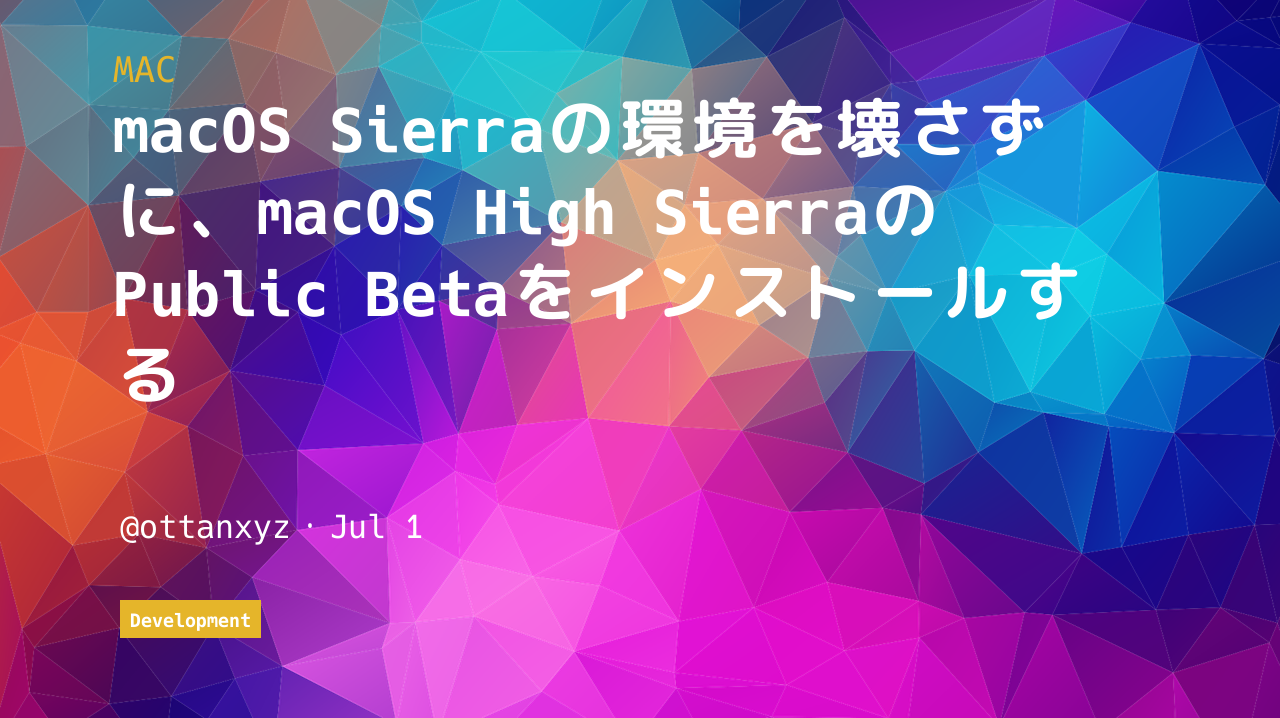 MAC
macOS Sierraの環境を壊さず
に、macOS High Sierraの
Public Betaをインストールす
る
@ottanxyz・Jul 1
Development